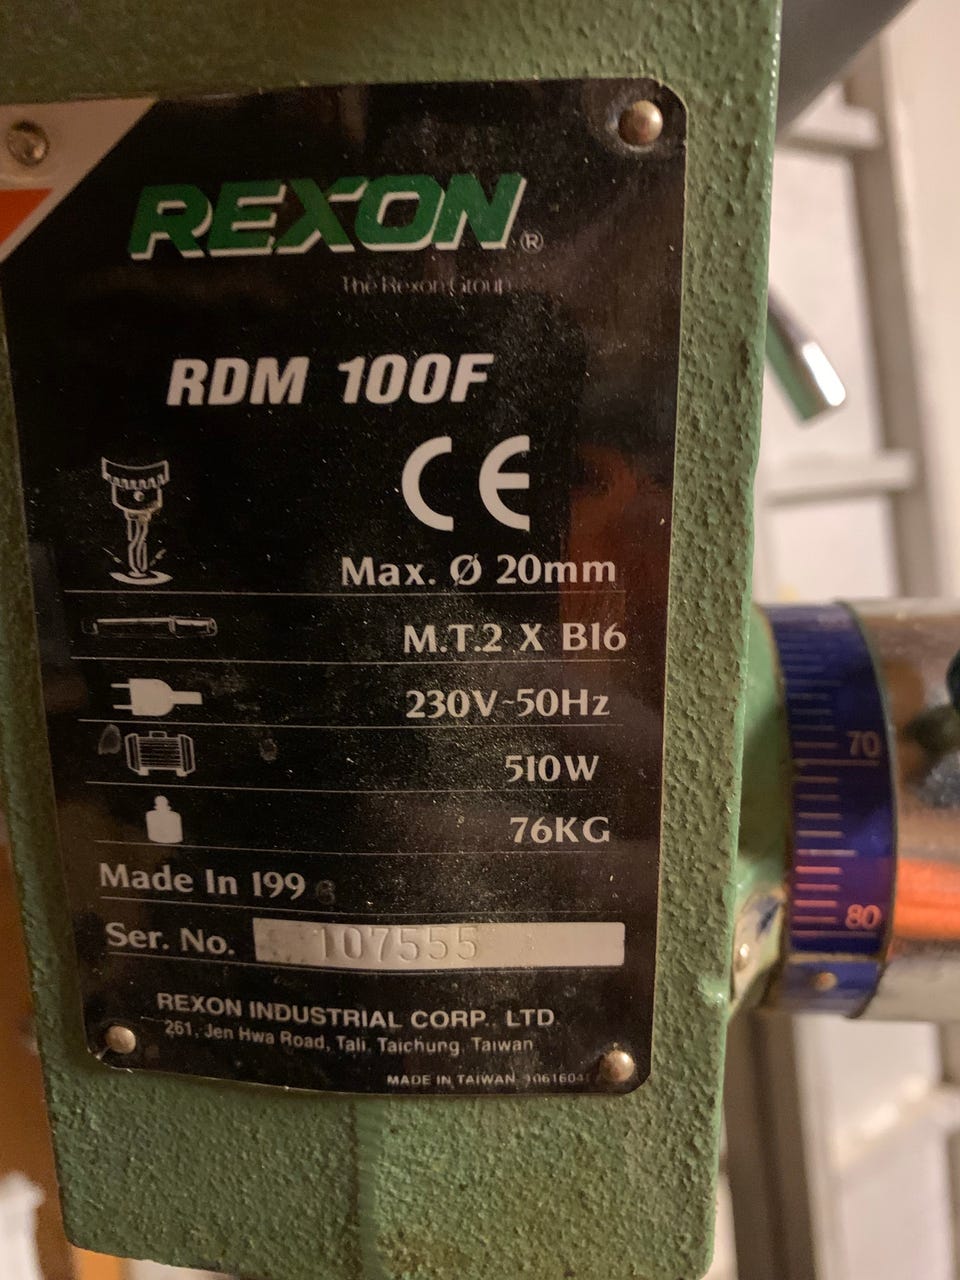 REXON®
The Rexon Group
RDM 100F
CE
Max. Ø 20mm
M.T.2 X B16
230V~50Hz
510W
76KG
Made In 199
Ser. No. 107555
REXON INDUSTRIAL CORP., LTD
261, Jen Hwa Road, Tali, Taichung, Taiwan
MADE IN TAIWAN
70
80